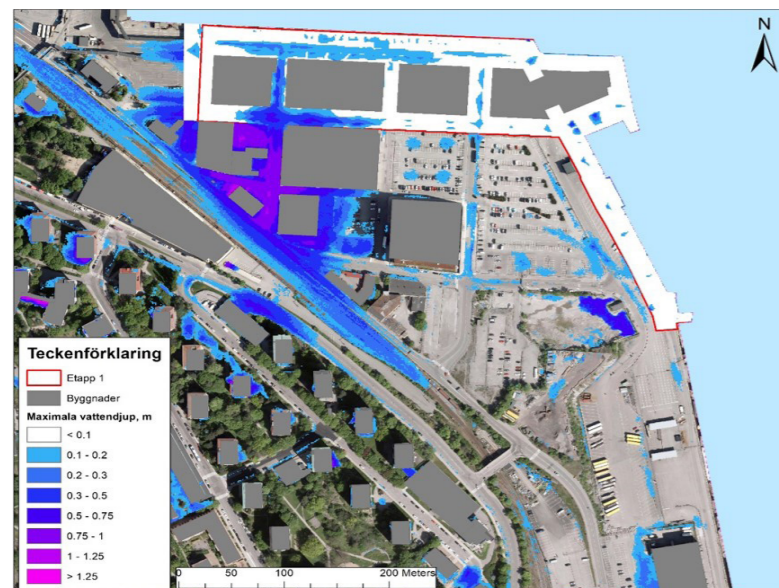 N
Teckenförklaring
Etapp 1
Byggnader
Maximala vattendjup, m
< 0.1
0.1 - 0.2
0.2 - 0.3
0.3 - 0.5
0.5 - 0.75
0.75 - 1
1 - 1.25
> 1.25
0 50 100 200 Meters